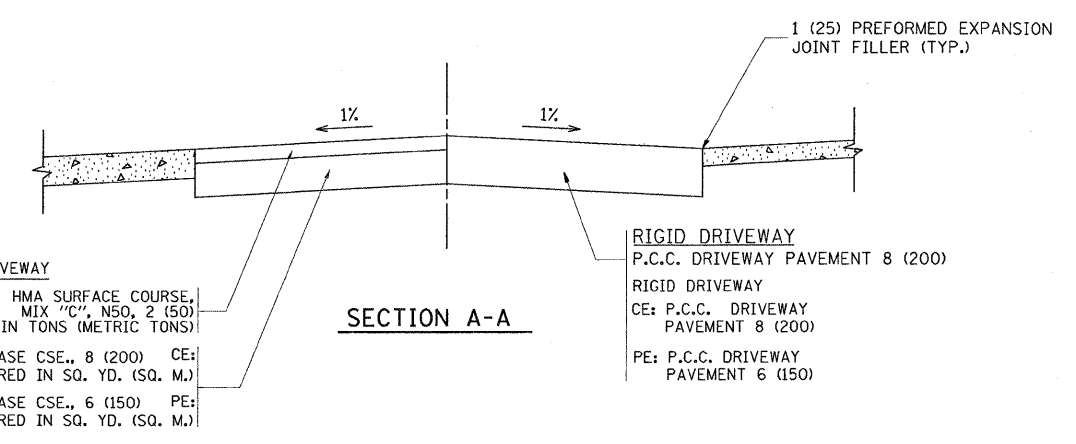 1 (25) PREFORMED EXPANSION
JOINT FILLER (TYP.)
1%
1%
RIGID DRIVEWAY
P.C.C. DRIVEWAY PAVEMENT 8 (200)
RIGID DRIVEWAY
CE: P.C.C. DRIVEWAY
PAVEMENT 8 (200)
PE: P.C.C. DRIVEWAY
PAVEMENT 6 (150)
SECTION A-A
VEWAY
HMA SURFACE COURSE,
MIX "C", N50, 2 (50)
IN TONS (METRIC TONS)
ASE CSE., 8 (200) CE:
RED IN SQ. YD. (SQ. M.)
ASE CSE., 6 (150) PE:
RED IN SQ. YD. (SQ. M.)